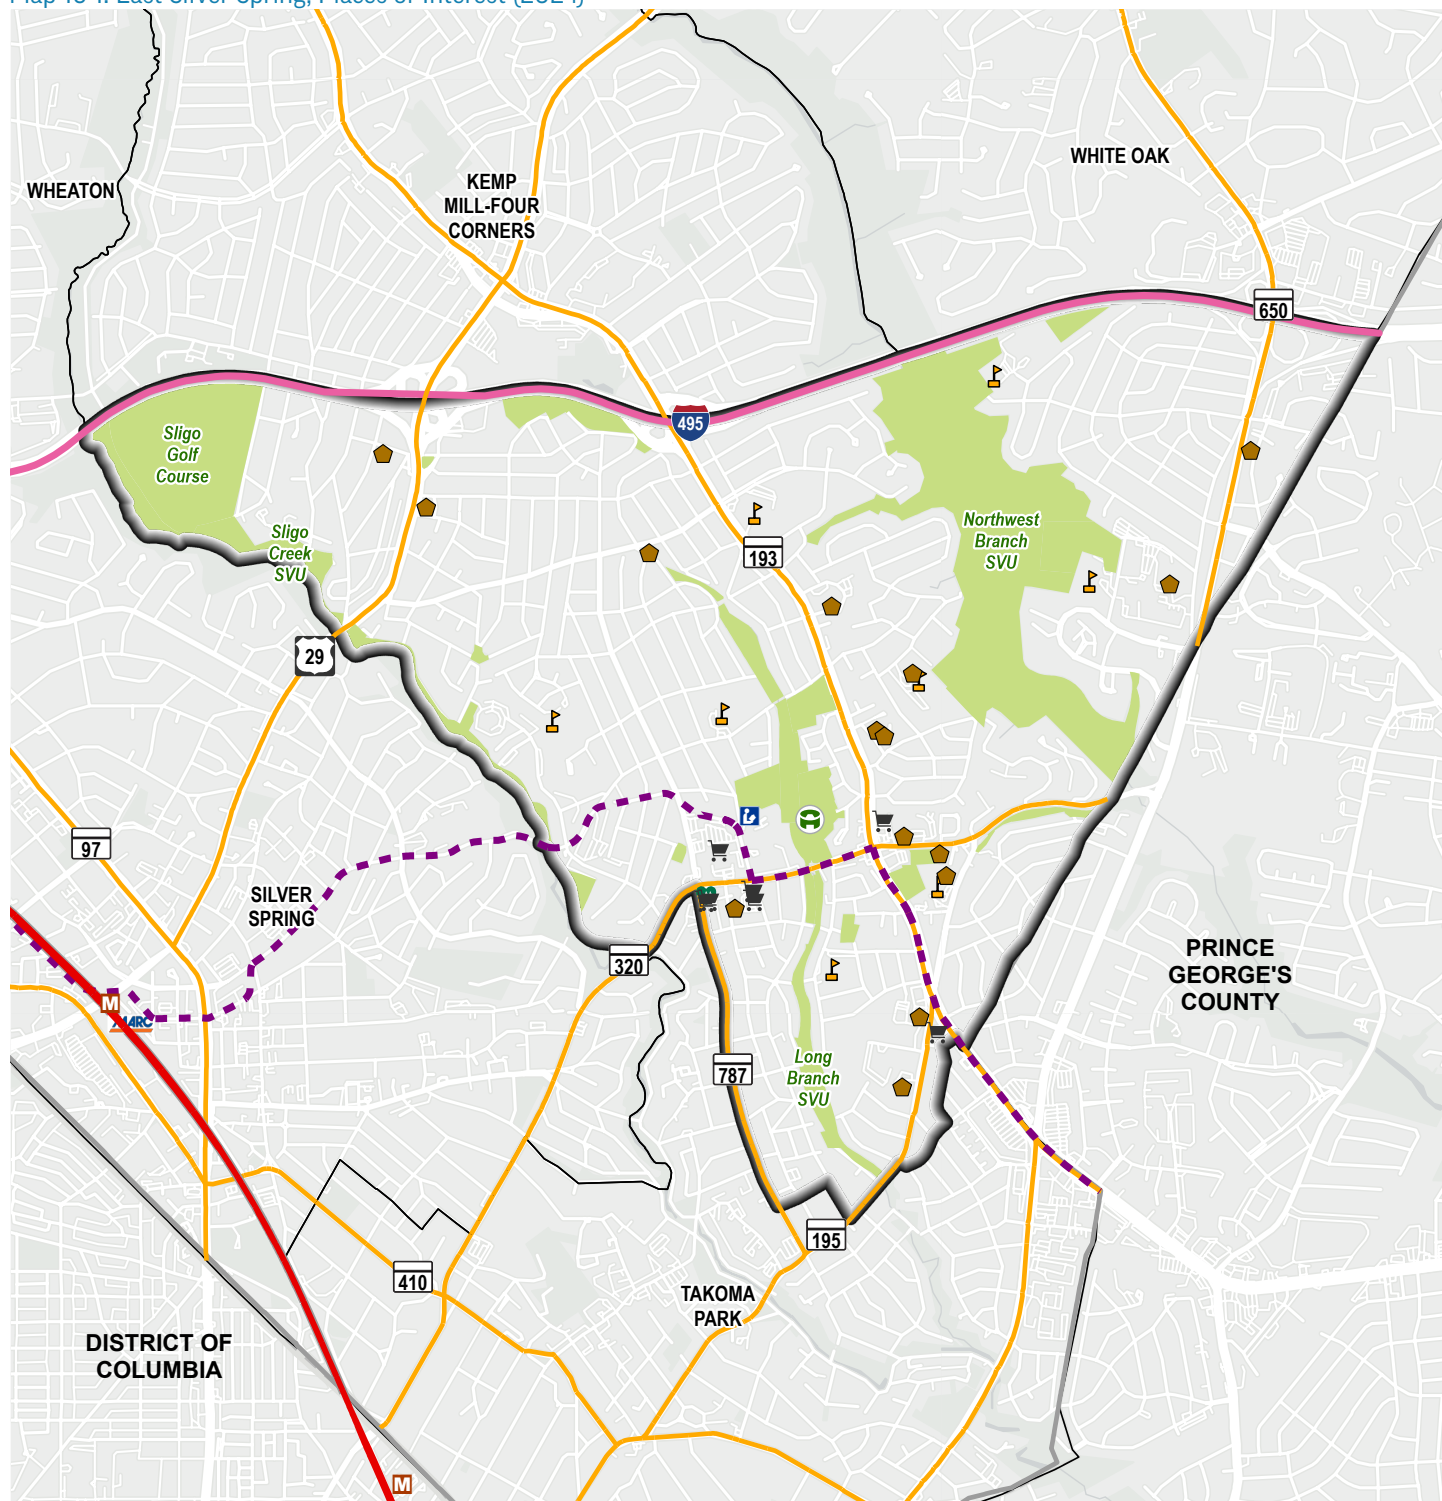 WHITE OAK
KEMP
MILL-FOUR
CORNERS
WHEATON
650
495
Sligo
Golf
Course
Northwest
Branch
SVU
Sligo
Creek
SVU
193
29
97
SILVER
SPRING
320
PRINCE
GEORGE'S
COUNTY
M
MARC
Long
Branch
SVU
787
195
410
TAKOMA
PARK
DISTRICT OF
COLUMBIA
M